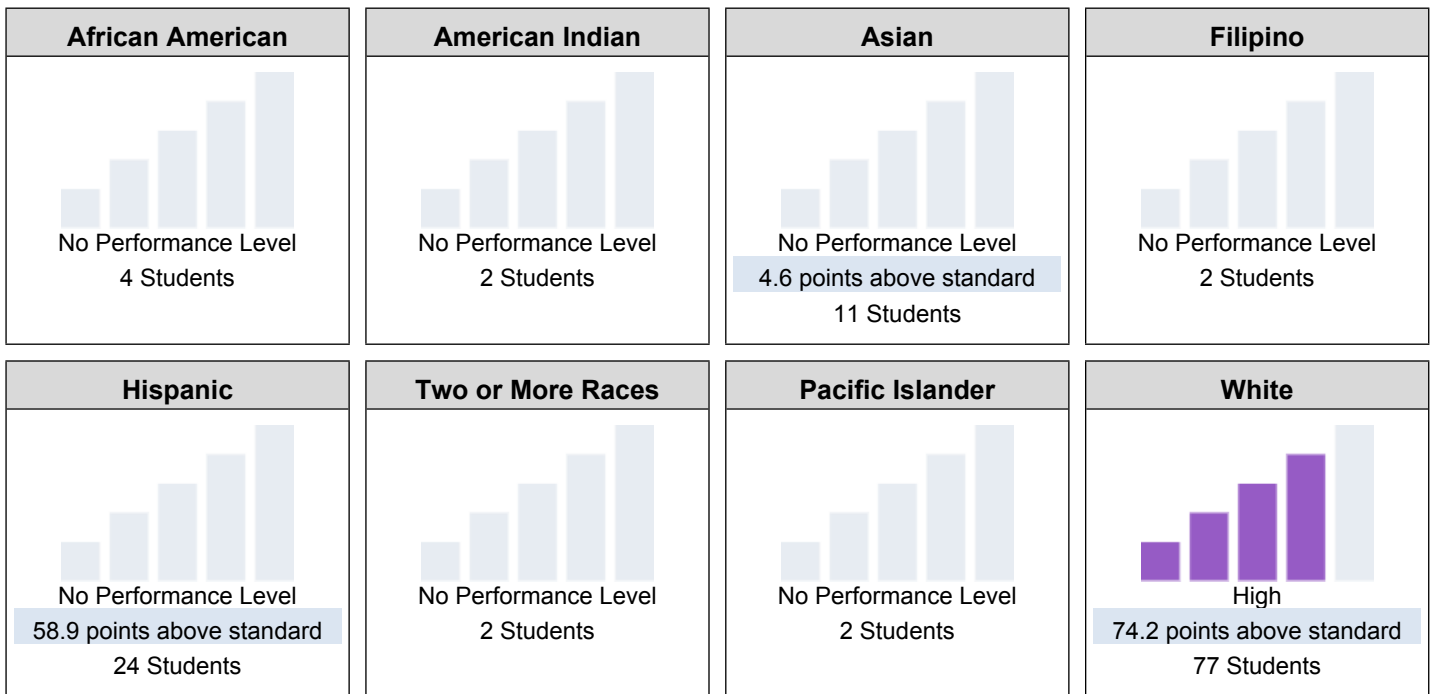 African American
No Performance Level
4 Students
American Indian
No Performance Level
2 Students
Asian
No Performance Level
4.6 points above standard
11 Students
Filipino
No Performance Level
2 Students
Hispanic
No Performance Level
58.9 points above standard
24 Students
Two or More Races
No Performance Level
2 Students
Pacific Islander
No Performance Level
2 Students
White
High
74.2 points above standard
77 Students